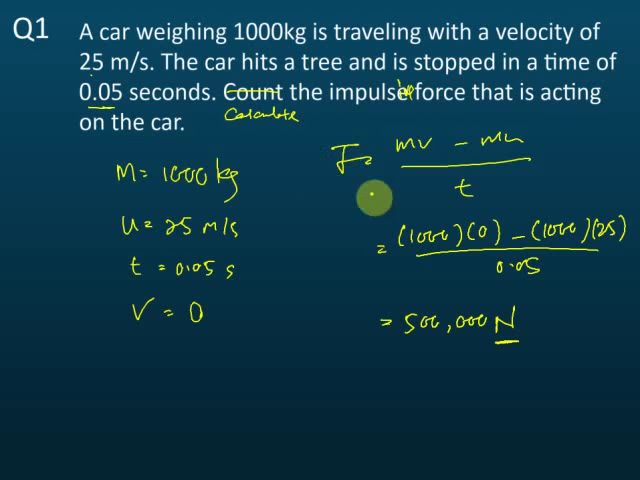 Q1 A car weighing 1000kg is traveling with a velocity of
25 m/s. The car hits a tree and is stopped in a time of
0.05 seconds. Count the impulse force that is acting
Calculate
on the car.
F = mv - mu
t
M = 1000 kg
u = 25 m/s
= (1000)(0) - (1000)(25)
0.05
t = 0.05 s
V = 0
= 500,000 N